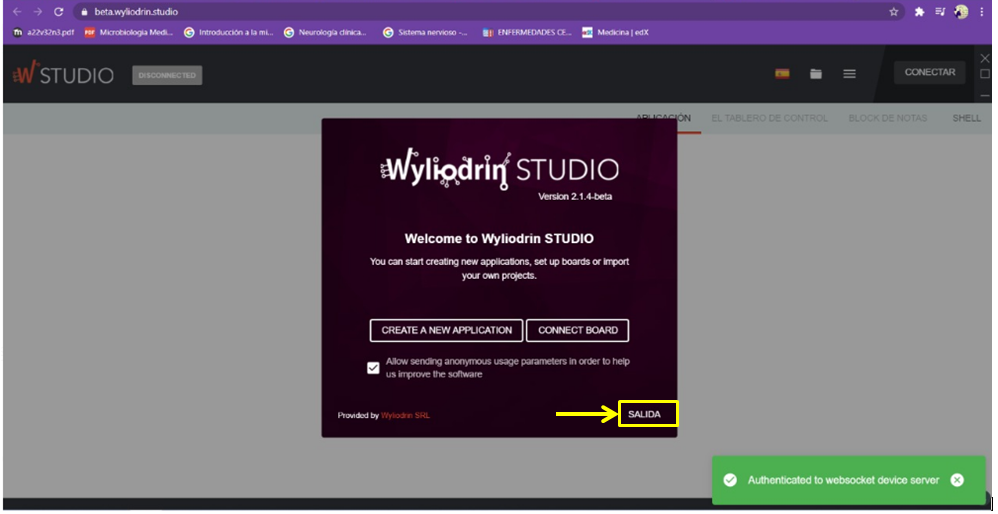 beta.wyliodrin.studio
a22v32n3.pdf Microbiologia Medi... Introducción a la mi... Neurología clínica... Sistema nervioso -... ENFERMEDADES CE... Medicina | edX
W STUDIO DISCONNECTED CONECTAR
APLICACIÓN EL TABLERO DE CONTROL BLOCK DE NOTAS SHELL
Wyliodrin STUDIO
Version 2.1.4-beta
Welcome to Wyliodrin STUDIO
You can start creating new applications, set up boards or import
your own projects.
CREATE A NEW APPLICATION CONNECT BOARD
Allow sending anonymous usage parameters in order to help
us improve the software
Provided by Wyliodrin SRL SALIDA
Authenticated to websocket device server